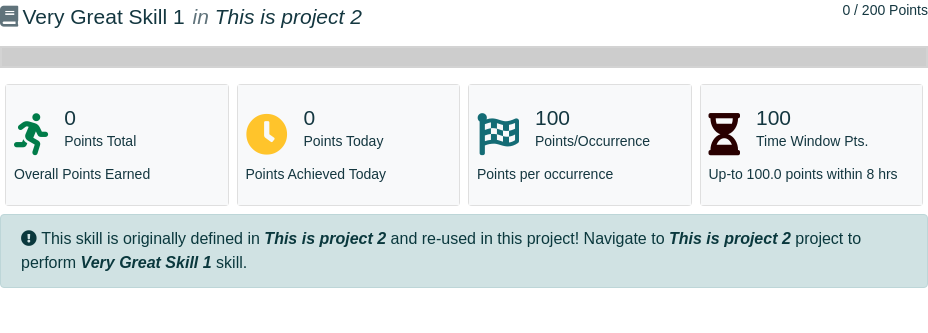 Very Great Skill 1 in This is project 2
0 / 200 Points
0
Points Total
Overall Points Earned
0
Points Today
Points Achieved Today
100
Points/Occurrence
Points per occurrence
100
Time Window Pts.
Up-to 100.0 points within 8 hrs
This skill is originally defined in This is project 2 and re-used in this project! Navigate to This is project 2 project to
perform Very Great Skill 1 skill.